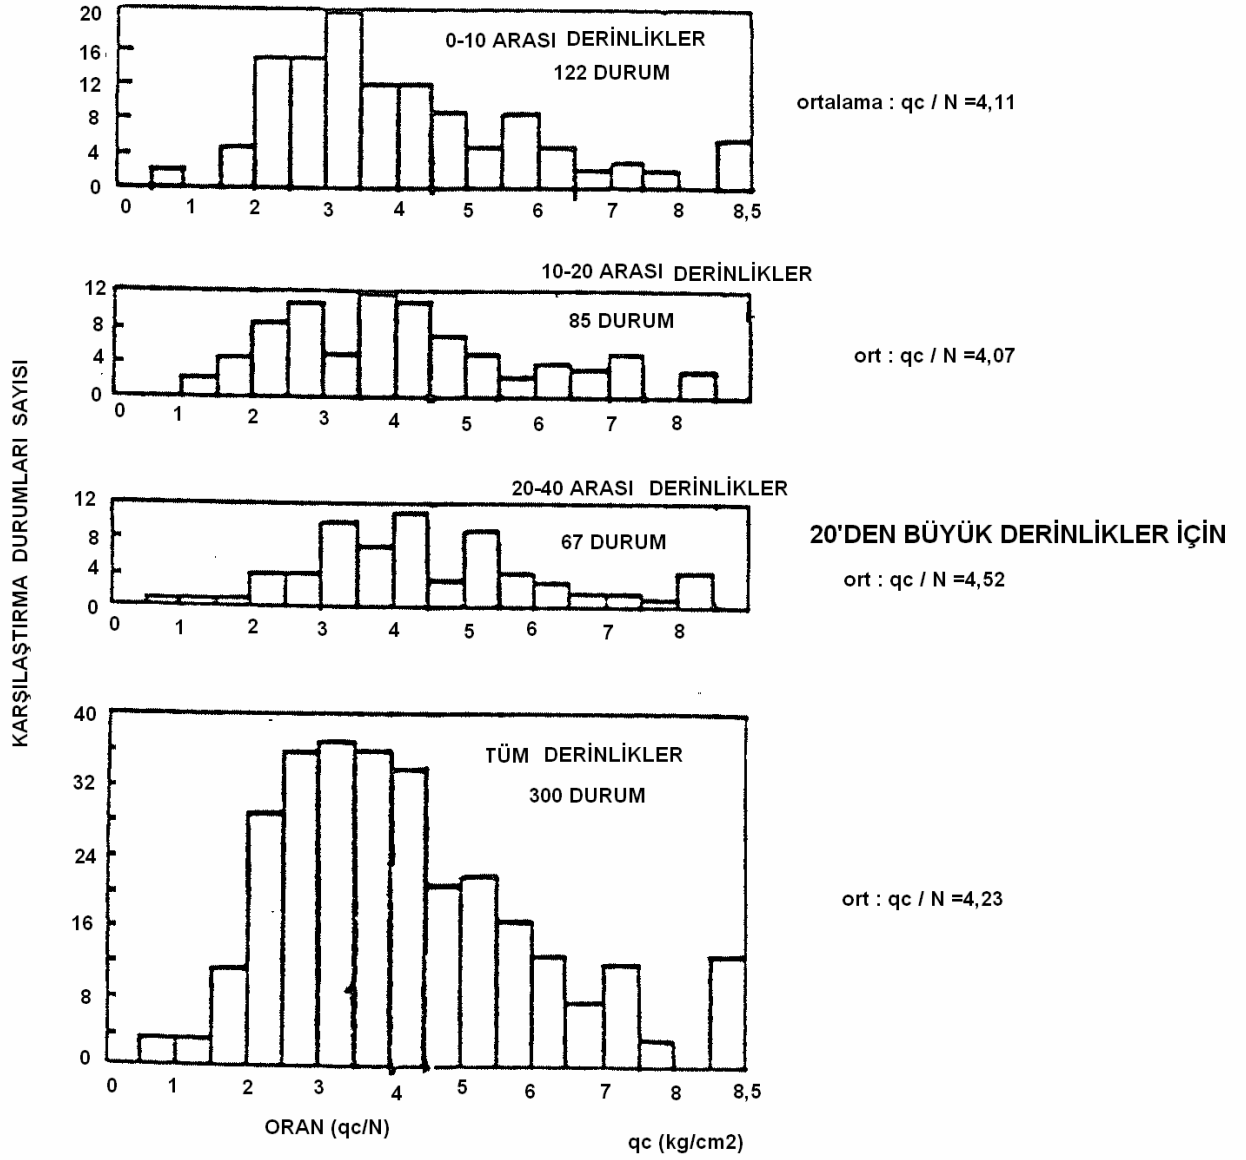 20
16
12
8
4
0
0-10 ARASI DERİNLİKLER
122 DURUM
ortalama : qc / N =4,11
0 1 2 3 4 5 6 7 8 8,5
10-20 ARASI DERİNLİKLER
12
8
4
0
85 DURUM
ort : qc / N =4,07
0 1 2 3 4 5 6 7 8
KARŞILAŞTIRMA DURUMLARI SAYISI
20-40 ARASI DERİNLİKLER
12
8
4
0
67 DURUM
20'DEN BÜYÜK DERİNLİKLER İÇİN
ort : qc / N =4,52
0 1 2 3 4 5 6 7 8
40
32
24
16
8
0
TÜM DERİNLİKLER
300 DURUM
ort : qc / N =4,23
0 1 2 3 4 5 6 7 8 8,5
ORAN (qc/N)
qc (kg/cm2)